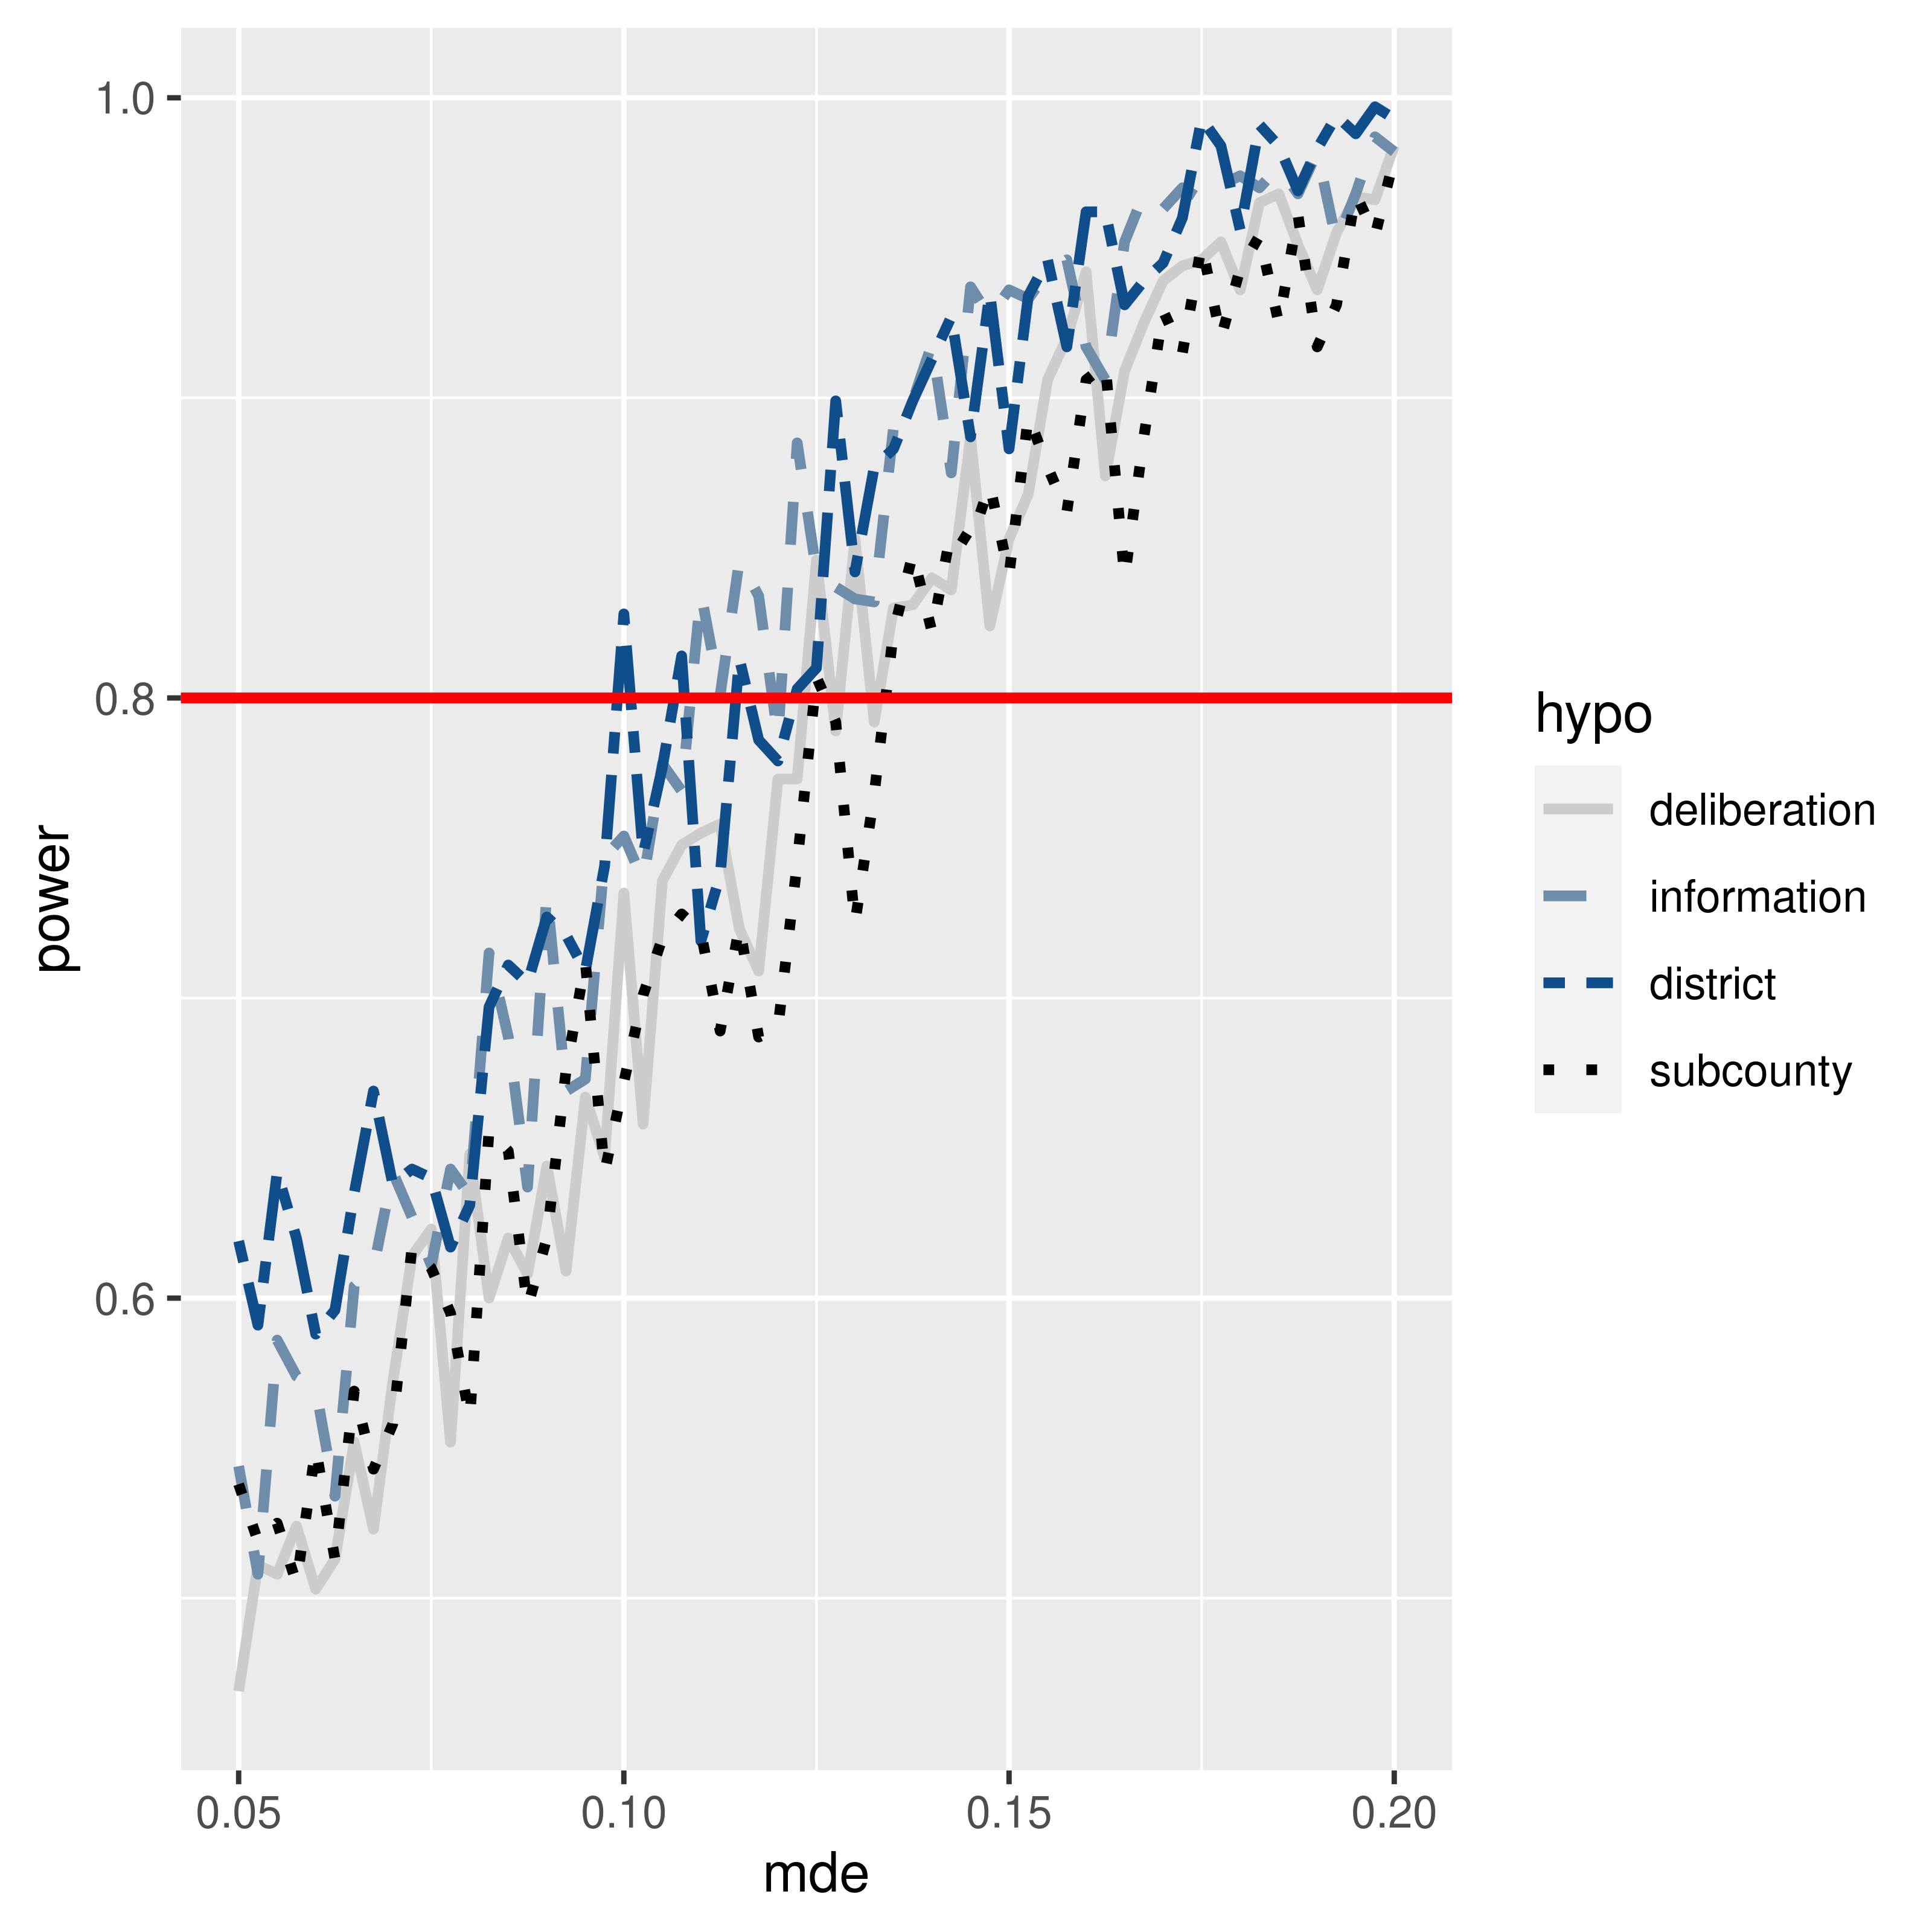 1.0
0.8
0.6
power
0.05
0.10
0.15
0.20
mde
hypo
deliberation
information
district
subcounty